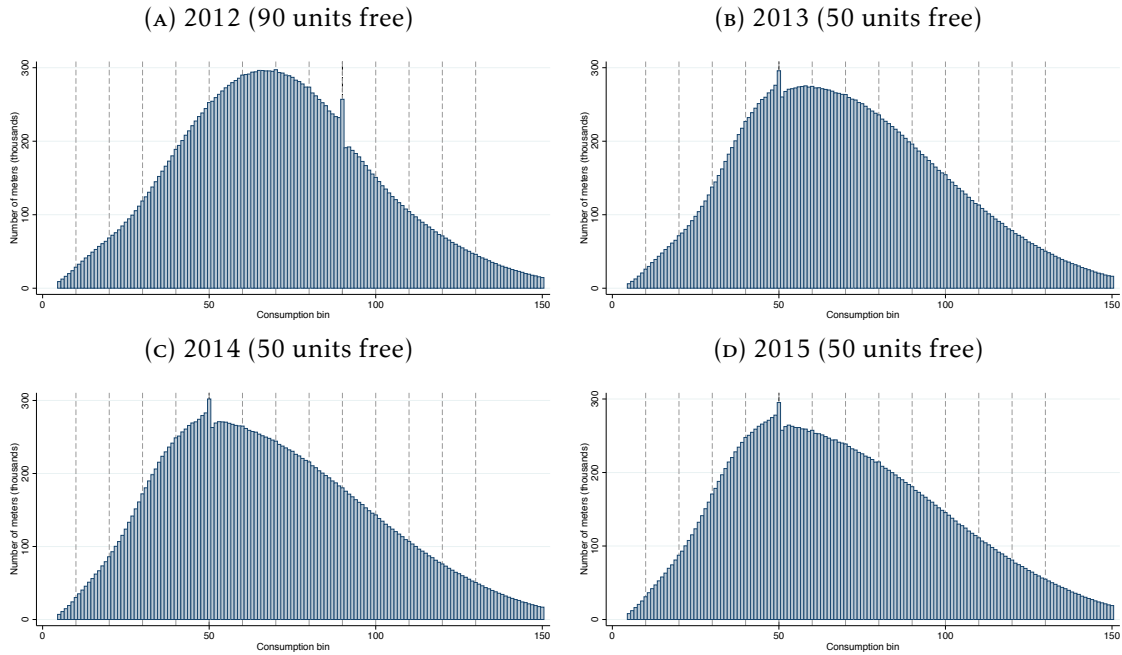 (A) 2012 (90 units free)
Number of meters (thousands)
300
200
100
0
0 50 100 150
Consumption bin
(B) 2013 (50 units free)
Number of meters (thousands)
300
200
100
0
0 50 100 150
Consumption bin
(C) 2014 (50 units free)
Number of meters (thousands)
300
200
100
0
0 50 100 150
Consumption bin
(D) 2015 (50 units free)
Number of meters (thousands)
300
200
100
0
0 50 100 150
Consumption bin